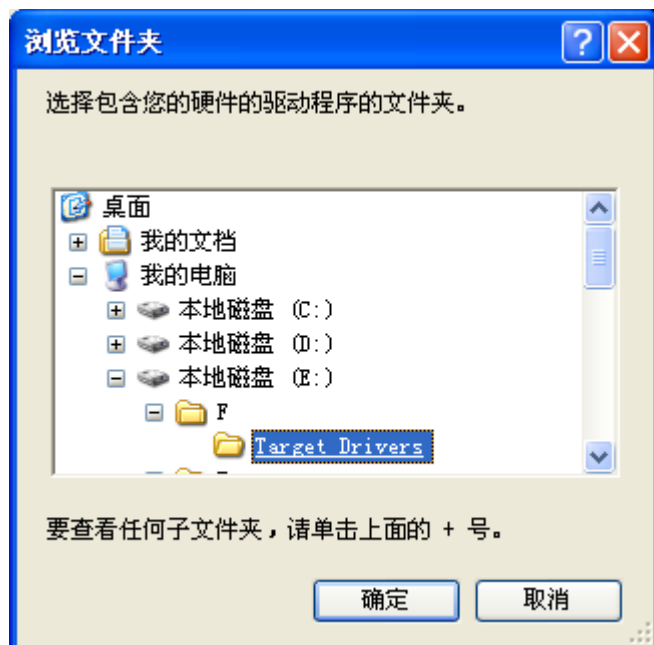 浏览文件夹
选择包含您的硬件的驱动程序的文件夹。
桌面
我的文档
我的电脑
本地磁盘 (C:)
本地磁盘 (D:)
本地磁盘 (E:)
F
Target Drivers
要查看任何子文件夹，请单击上面的 + 号。
确定 取消